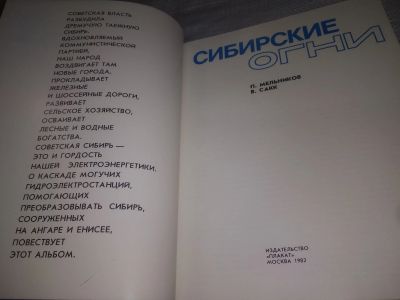 СОВЕТСКАЯ ВЛАСТЬ
РАЗБУДИЛА
ДРЕМУЧУЮ ТАЕЖНУЮ
СИБИРЬ.
ВДОХНОВЛЯЕМЫЙ
КОММУНИСТИЧЕСКОЙ
ПАРТИЕЙ,
НАШ НАРОД
ВОЗДВИГАЕТ ТАМ
НОВЫЕ ГОРОДА,
ПРОКЛАДЫВАЕТ
ЖЕЛЕЗНЫЕ
И ШОССЕЙНЫЕ ДОРОГИ,
РАЗВИВАЕТ
СЕЛЬСКОЕ ХОЗЯЙСТВО,
ОСВАИВАЕТ
ЛЕСНЫЕ И ВОДНЫЕ
БОГАТСТВА.
СОВЕТСКАЯ СИБИРЬ —
ЭТО И ГОРДОСТЬ
НАШЕЙ ЭЛЕКТРОЭНЕРГЕТИКИ.
О КАСКАДЕ МОГУЧИХ
ГИДРОЭЛЕКТРОСТАНЦИЙ,
ПОМОГАЮЩИХ
ПРЕОБРАЗОВЫВАТЬ СИБИРЬ,
СООРУЖЕННЫХ
НА АНГАРЕ И ЕНИСЕЕ,
ПОВЕСТВУЕТ
ЭТОТ АЛЬБОМ.
СИБИРСКИЕ
ОГНИ
П. МЕЛЬНИКОВ
В. САКК
ИЗДАТЕЛЬСТВО
«ПЛАКАТ»
МОСКВА 1982